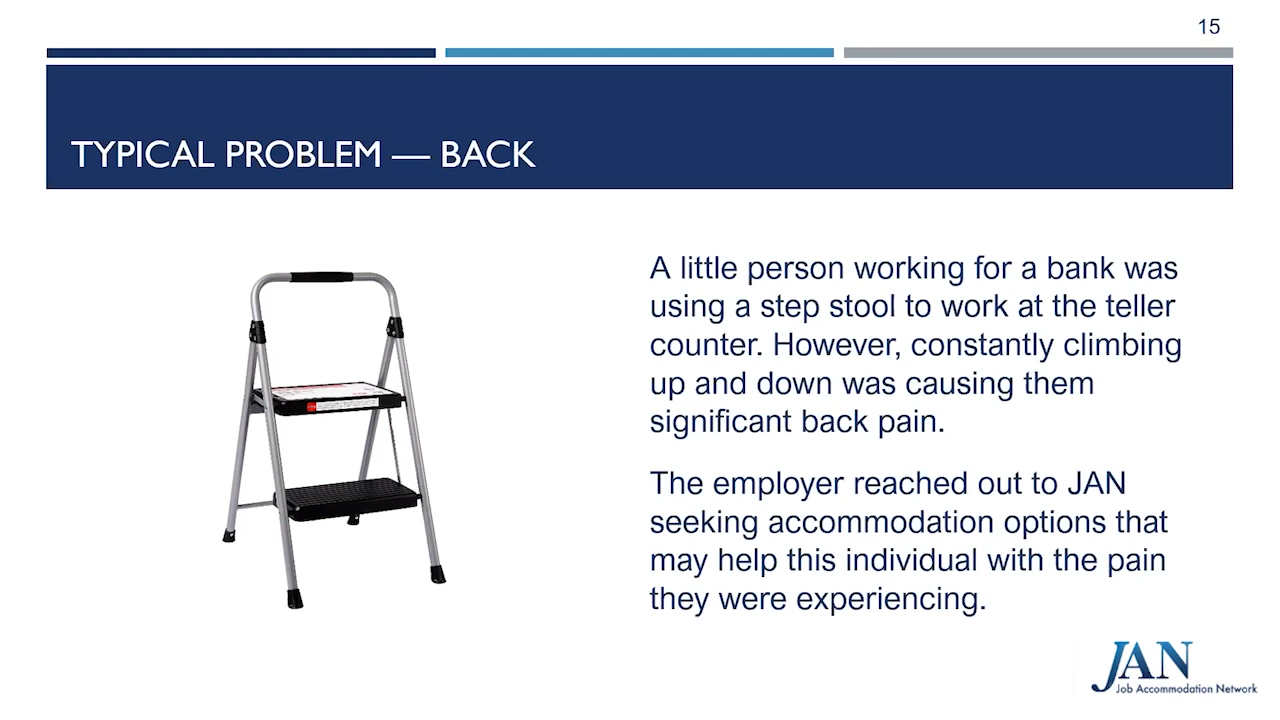 15
TYPICAL PROBLEM — BACK
A little person working for a bank was
using a step stool to work at the teller
counter. However, constantly climbing
up and down was causing them
significant back pain.
The employer reached out to JAN
seeking accommodation options that
may help this individual with the pain
they were experiencing.
JAN
Job Accommodation Network